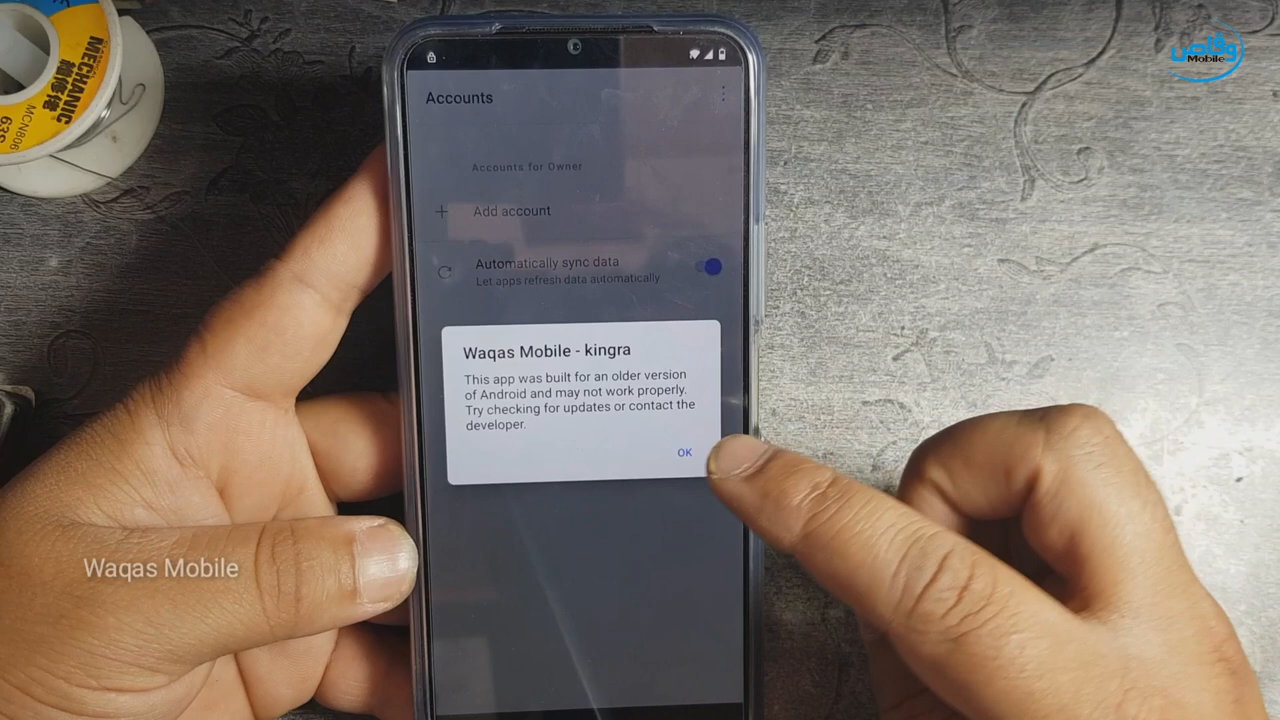 MECHANIC
MCN806
وقاص
Mobile
Accounts
Accounts for Owner
Add account
Automatically sync data
Let apps refresh data automatically
Waqas Mobile - kingra
This app was built for an older version
of Android and may not work properly.
Try checking for updates or contact the
developer.
OK
Waqas Mobile